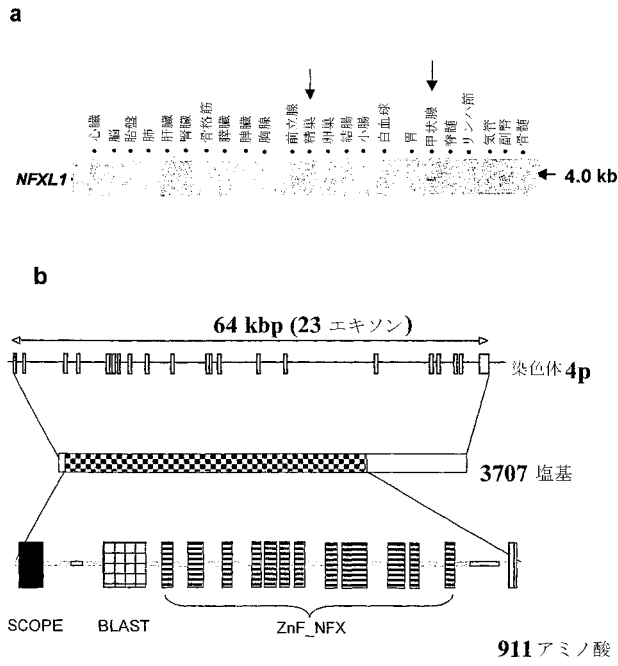 a
心臓
脳
胎盤
肺
肝臓
腎臓
骨格筋
膵臓
脾臓
胸腺
前立腺
精巣
卵巣
結腸
小腸
白血球
胃
甲状腺
脊髄
リンパ節
気管
副腎
骨髄
NFXL1
4.0 kb
b
64 kbp (23 エキソン)
染色体 4p
3707 塩基
SCOPE
BLAST
ZnF_NFX
911 アミノ酸